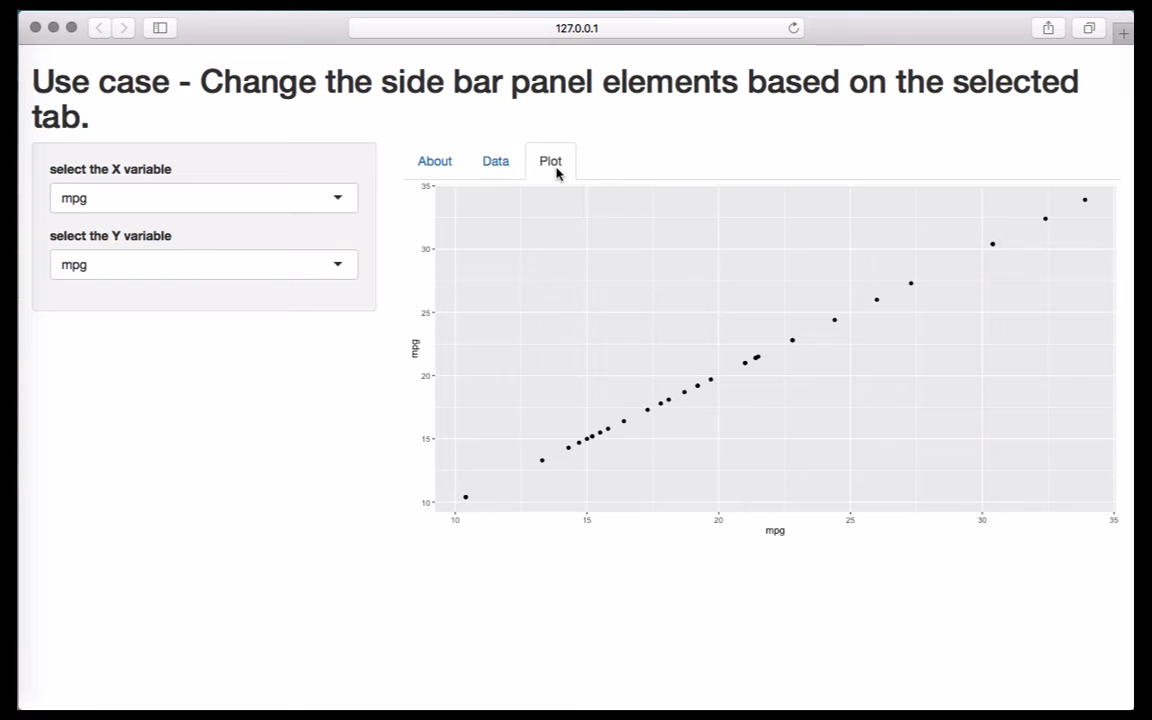 127.0.0.1
Use case - Change the side bar panel elements based on the selected
tab.
select the X variable
mpg
select the Y variable
mpg
About Data Plot
35
30
25
20
15
10
mpg
10 15 20 25 30 35
mpg